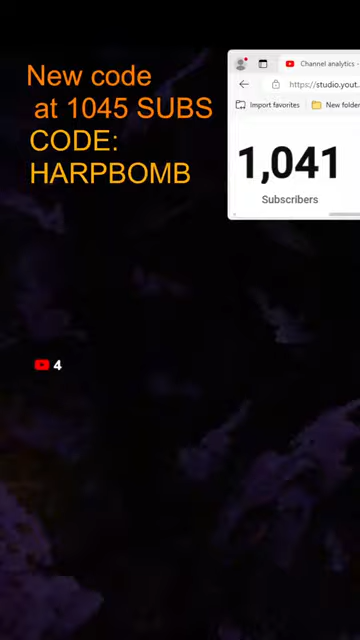 New code
at 1045 SUBS
CODE:
HARPBOMB
Channel analytics -
https://studio.yout
Import favorites
New folder
1,041
Subscribers
4